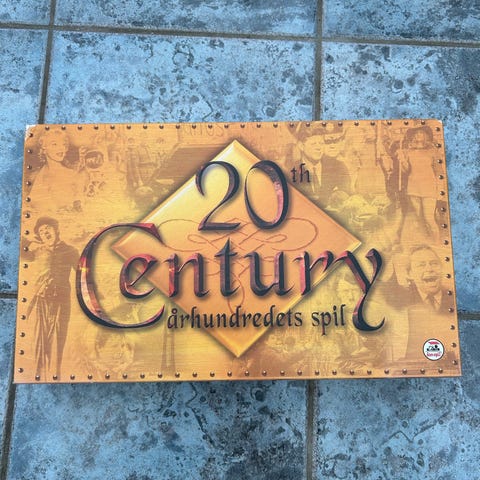 20th
Century
århundredets spil